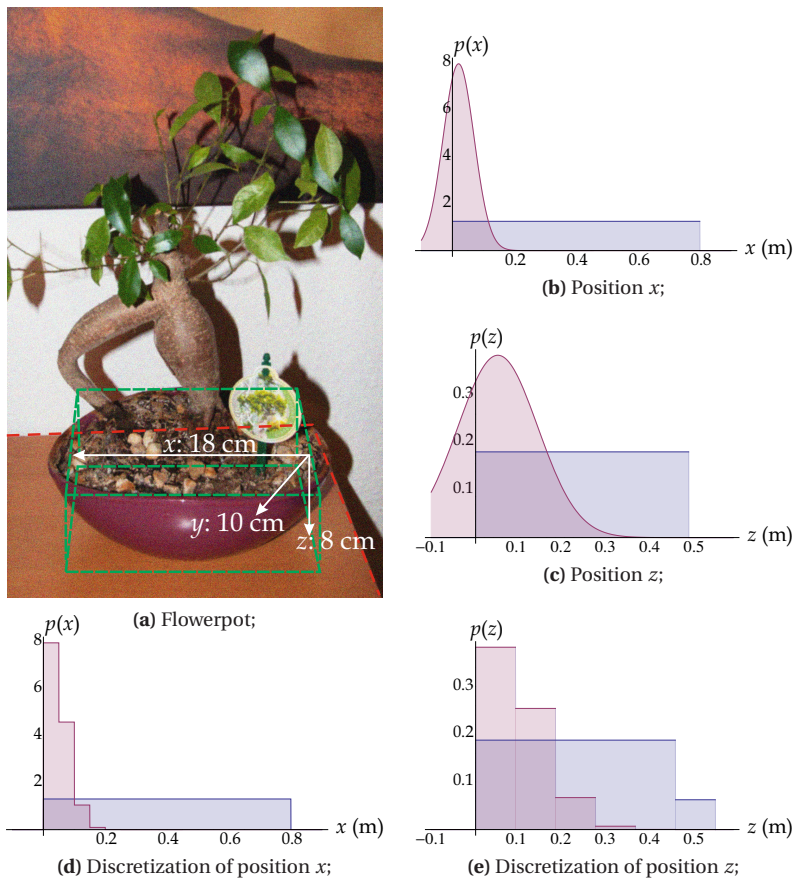 x: 18 cm
y: 10 cm
z: 8 cm
(a) Flowerpot;
p(x)
8
6
4
2
0.2 0.4 0.6 0.8 x (m)
(b) Position x;
p(z)
0.3
0.2
0.1
−0.1 0.1 0.2 0.3 0.4 0.5 z (m)
(c) Position z;
p(x)
8
6
4
2
0.2 0.4 0.6 0.8 x (m)
(d) Discretization of position x;
p(z)
0.3
0.2
0.1
−0.1 0.1 0.2 0.3 0.4 0.5 z (m)
(e) Discretization of position z;